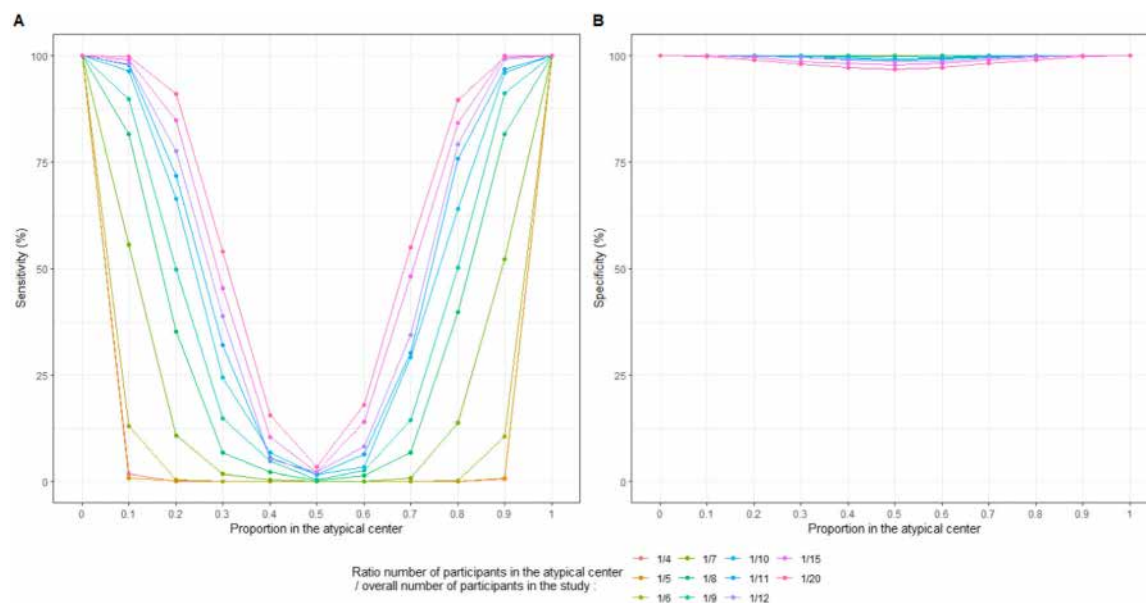 A
B
100
75
50
25
0
Sensitivity (%)
0 0.1 0.2 0.3 0.4 0.5 0.6 0.7 0.8 0.9 1
Proportion in the atypical center
100
75
50
25
0
Specificity (%)
0 0.1 0.2 0.3 0.4 0.5 0.6 0.7 0.8 0.9 1
Proportion in the atypical center
Ratio number of participants in the atypical center
/ overall number of participants in the study :
1/4 1/7 1/10 1/15
1/5 1/8 1/11 1/20
1/6 1/9 1/12